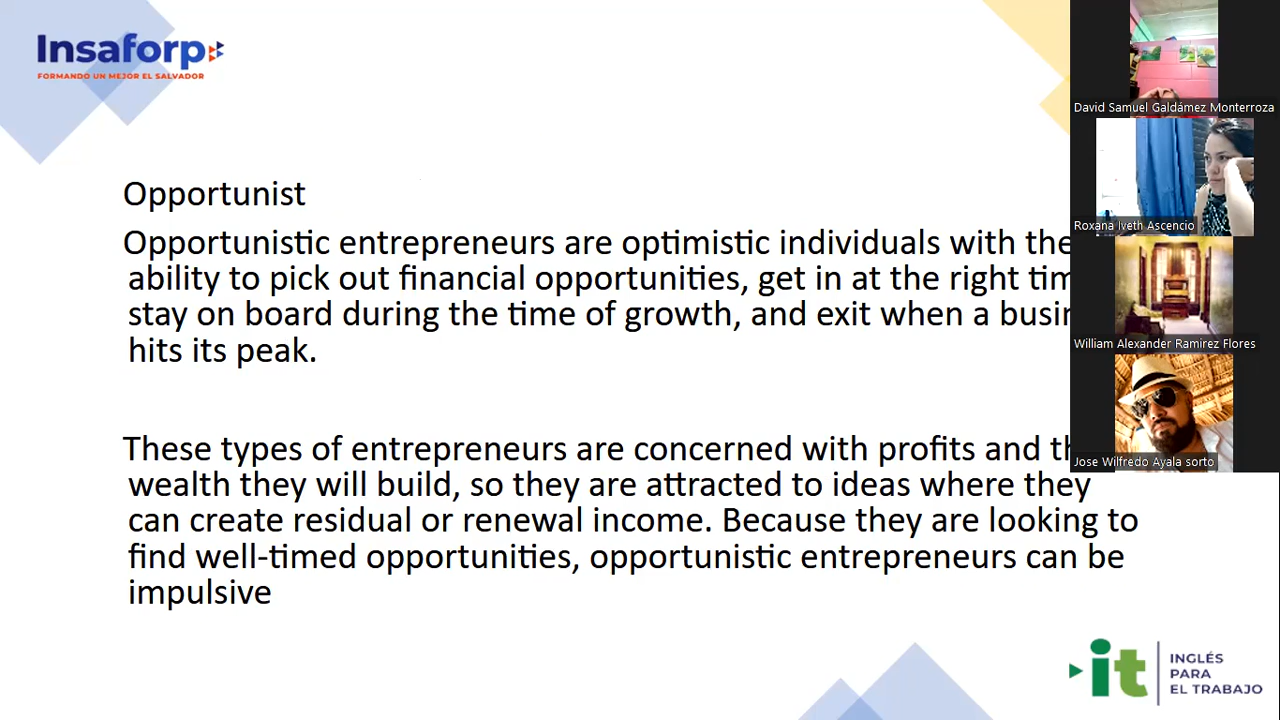 Insaforp
FORMANDO UN MEJOR EL SALVADOR
Opportunist
Opportunistic entrepreneurs are optimistic individuals with the
ability to pick out financial opportunities, get in at the right
stay on board during the time of growth, and exit when a
hits its peak.
These types of entrepreneurs are concerned with profits and
wealth they will build, so they are attracted to ideas where they
can create residual or renewal income. Because they are looking to
find well-timed opportunities, opportunistic entrepreneurs can be
impulsive
David Samuel Galdámez Monterroza
Roxana Iveth Ascencio
William Alexander Ramirez Flores
Jose Wilfredo Ayala sorto
it
INGLÉS
PARA
EL TRABAJO